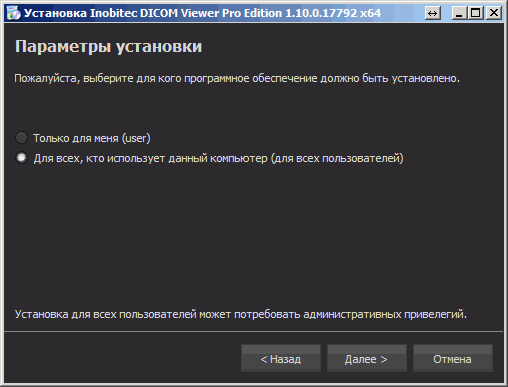 Установка Inobitec DICOM Viewer Pro Edition 1.10.0.17792 x64
Параметры установки
Пожалуйста, выберите для кого программное обеспечение должно быть установлено.
Только для меня (user)
Для всех, кто использует данный компьютер (для всех пользователей)
Установка для всех пользователей может потребовать административных привелегий.
< Назад
Далее >
Отмена